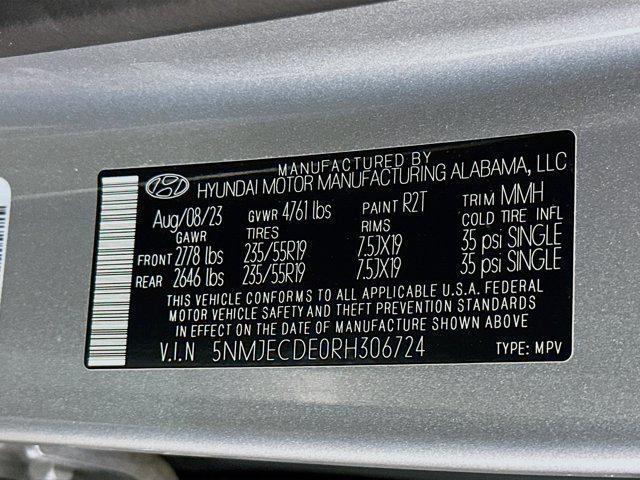 MANUFACTURED BY
HYUNDAI MOTOR MANUFACTURING ALABAMA, LLC
Aug/08/23 GVWR 4761 lbs PAINT R2T TRIM MMH
GAWR TIRES RIMS COLD TIRE INFL
FRONT 2778 lbs 235/55R19 7.5JX19 35 psi SINGLE
REAR 2646 lbs 235/55R19 7.5JX19 35 psi SINGLE
THIS VEHICLE CONFORMS TO ALL APPLICABLE U.S.A. FEDERAL
MOTOR VEHICLE SAFETY AND THEFT PREVENTION STANDARDS
IN EFFECT ON THE DATE OF MANUFACTURE SHOWN ABOVE
V.I.N 5NMJECDE0RH306724 TYPE: MPV